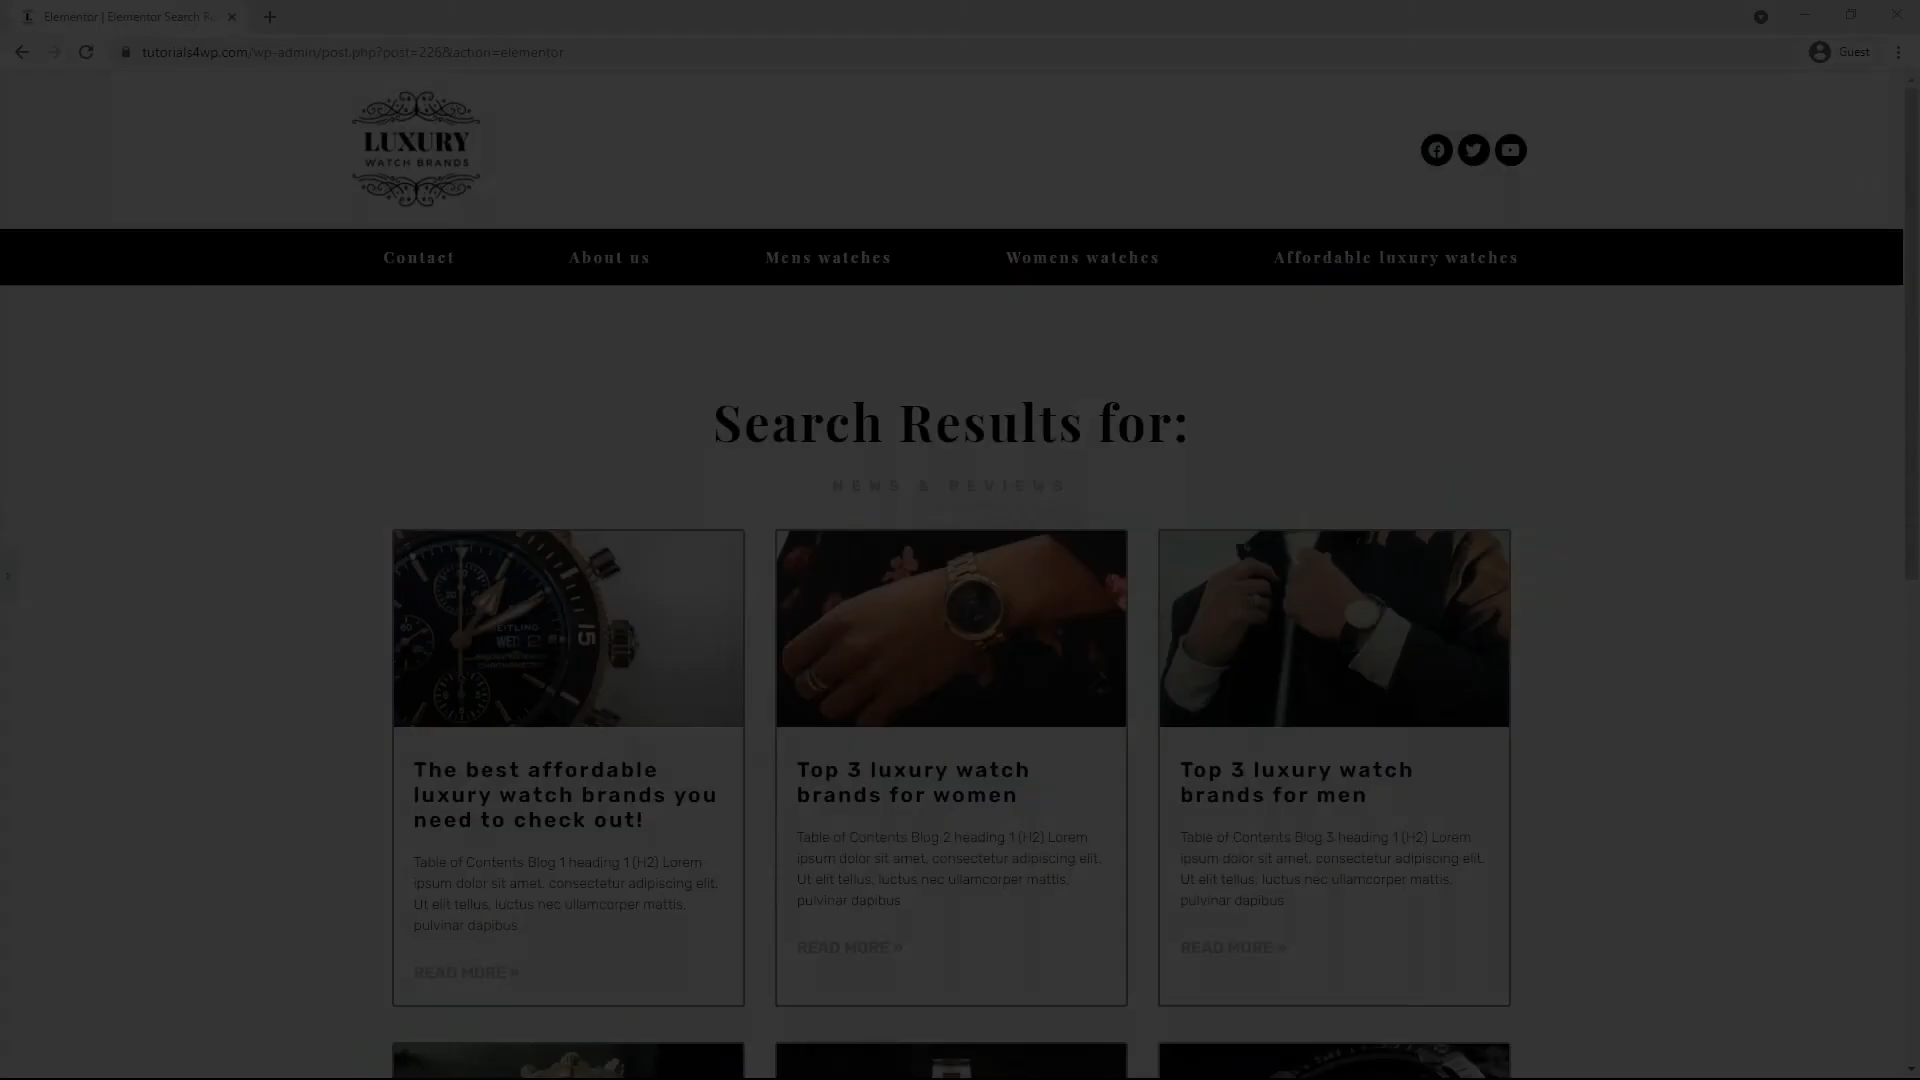 Elementor | Elementor Search R
tutorials4wp.com/wp-admin/post.php?post=226&action=elementor
Guest
LUXURY
WATCH BRANDS
Contact
About us
Mens watches
Womens watches
Affordable luxury watches
Search Results for:
NEWS & REVIEWS
15
WED
The best affordable
luxury watch brands you
need to check out!
Table of Contents Blog 1 heading 1 (H2) Lorem
ipsum dolor sit amet, consectetur adipiscing elit.
Ut elit tellus, luctus nec ullamcorper mattis,
pulvinar dapibus
READ MORE »
Top 3 luxury watch
brands for women
Table of Contents Blog 2 heading 1 (H2) Lorem
ipsum dolor sit amet, consectetur adipiscing elit.
Ut elit tellus, luctus nec ullamcorper mattis,
pulvinar dapibus
READ MORE »
Top 3 luxury watch
brands for men
Table of Contents Blog 3 heading 1 (H2) Lorem
ipsum dolor sit amet, consectetur adipiscing elit.
Ut elit tellus, luctus nec ullamcorper mattis,
pulvinar dapibus
READ MORE »